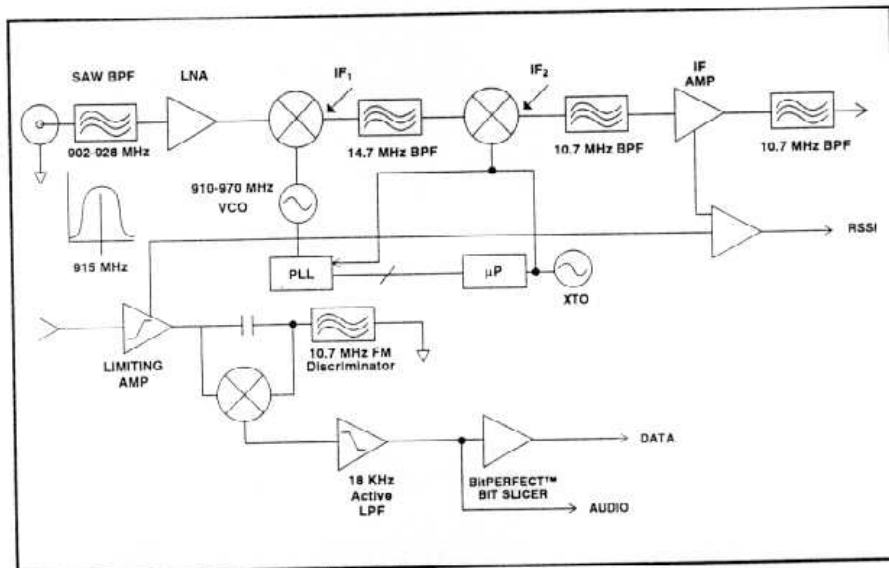 SAW BPF
LNA
IF1
IF2
IF
AMP
902-928 MHz
14.7 MHz BPF
10.7 MHz BPF
10.7 MHz BPF
910-970 MHz
VCO
915 MHz
PLL
µP
XTO
RSSI
LIMITING
AMP
10.7 MHz FM
Discriminator
18 KHz
Active
LPF
BitPERFECT™
BIT SLICER
DATA
AUDIO